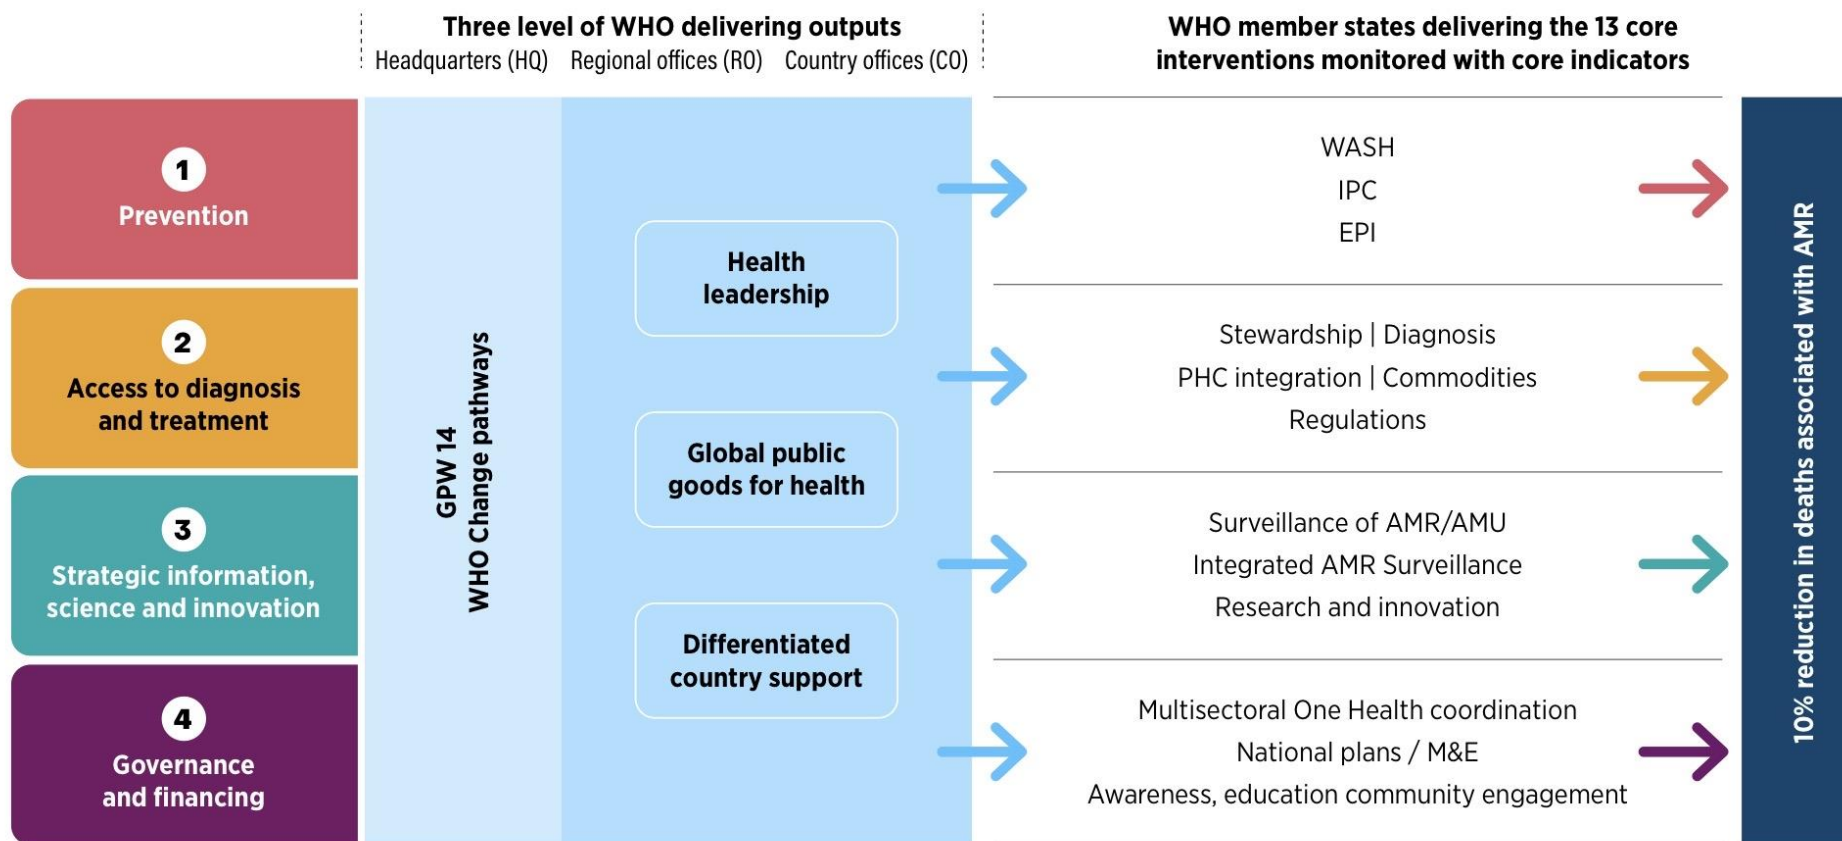 Three level of WHO delivering outputs
Headquarters (HQ) Regional offices (RO) Country offices (CO)
WHO member states delivering the 13 core
interventions monitored with core indicators
1
Prevention
2
Access to diagnosis
and treatment
3
Strategic information,
science and innovation
4
Governance
and financing
GPW 14
WHO Change pathways
Health
leadership
Global public
goods for health
Differentiated
country support
WASH
IPC
EPI
Stewardship | Diagnosis
PHC integration | Commodities
Regulations
Surveillance of AMR/AMU
Integrated AMR Surveillance
Research and innovation
Multisectoral One Health coordination
National plans / M&E
Awareness, education community engagement
10% reduction in deaths associated with AMR